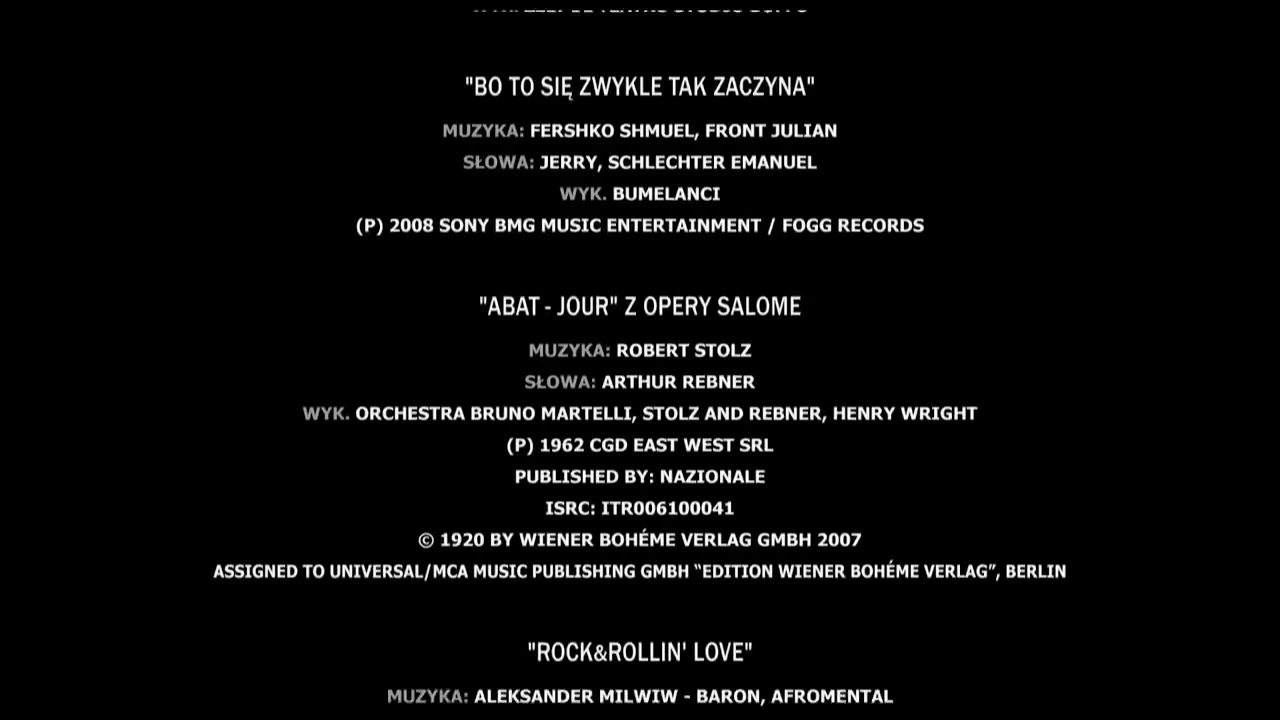 "BO TO SIĘ ZWYKLE TAK ZACZYNA"
MUZYKA: FERSHKO SHMUEL, FRONT JULIAN
SŁOWA: JERRY, SCHLECHTER EMANUEL
WYK. BUMELANCI
(P) 2008 SONY BMG MUSIC ENTERTAINMENT / FOGG RECORDS
"ABAT - JOUR" Z OPERY SALOME
MUZYKA: ROBERT STOLZ
SŁOWA: ARTHUR REBNER
WYK. ORCHESTRA BRUNO MARTELLI, STOLZ AND REBNER, HENRY WRIGHT
(P) 1962 CGD EAST WEST SRL
PUBLISHED BY: NAZIONALE
ISRC: ITR006100041
© 1920 BY WIENER BOHÉME VERLAG GMBH 2007
ASSIGNED TO UNIVERSAL/MCA MUSIC PUBLISHING GMBH “EDITION WIENER BOHÉME VERLAG”, BERLIN
"ROCK&ROLLIN' LOVE"
MUZYKA: ALEKSANDER MILWIW - BARON, AFROMENTAL